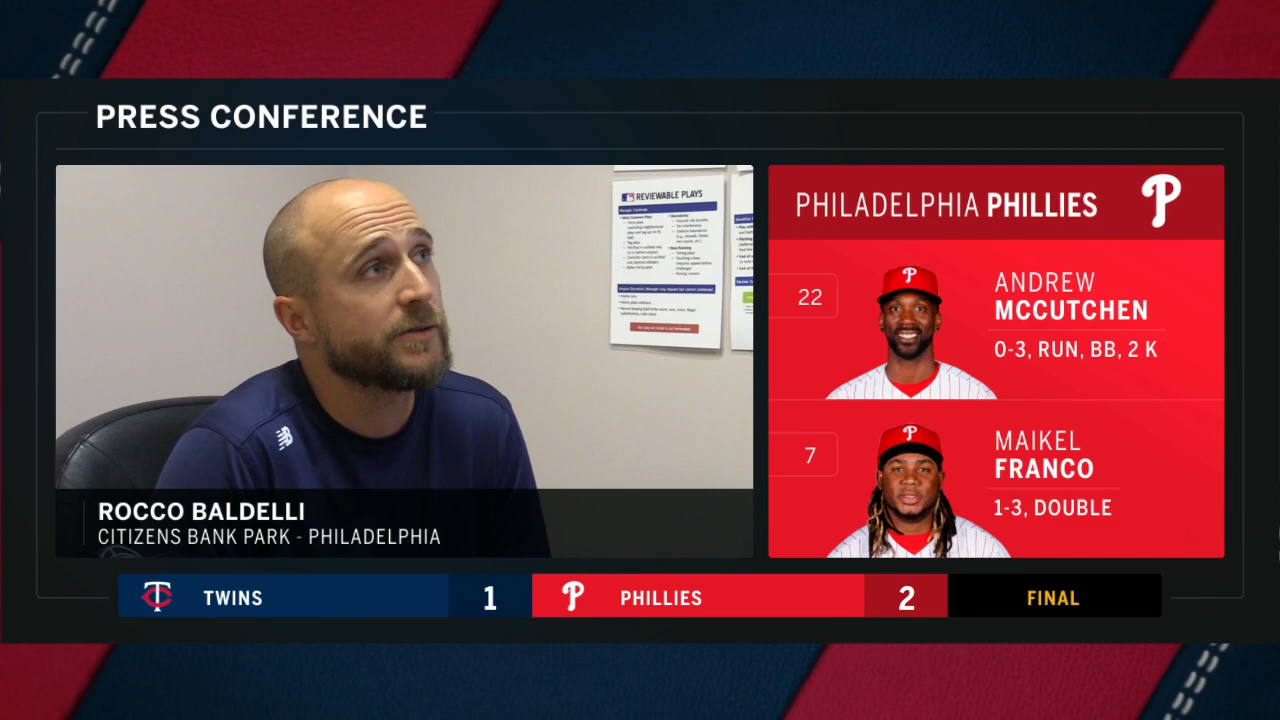 PRESS CONFERENCE
REVIEWABLE PLAYS
ROCCO BALDELLI
CITIZENS BANK PARK - PHILADELPHIA
PHILADELPHIA PHILLIES
22
ANDREW
MCCUTCHEN
0-3, RUN, BB, 2 K
7
MAIKEL
FRANCO
1-3, DOUBLE
TWINS 1 PHILLIES 2 FINAL